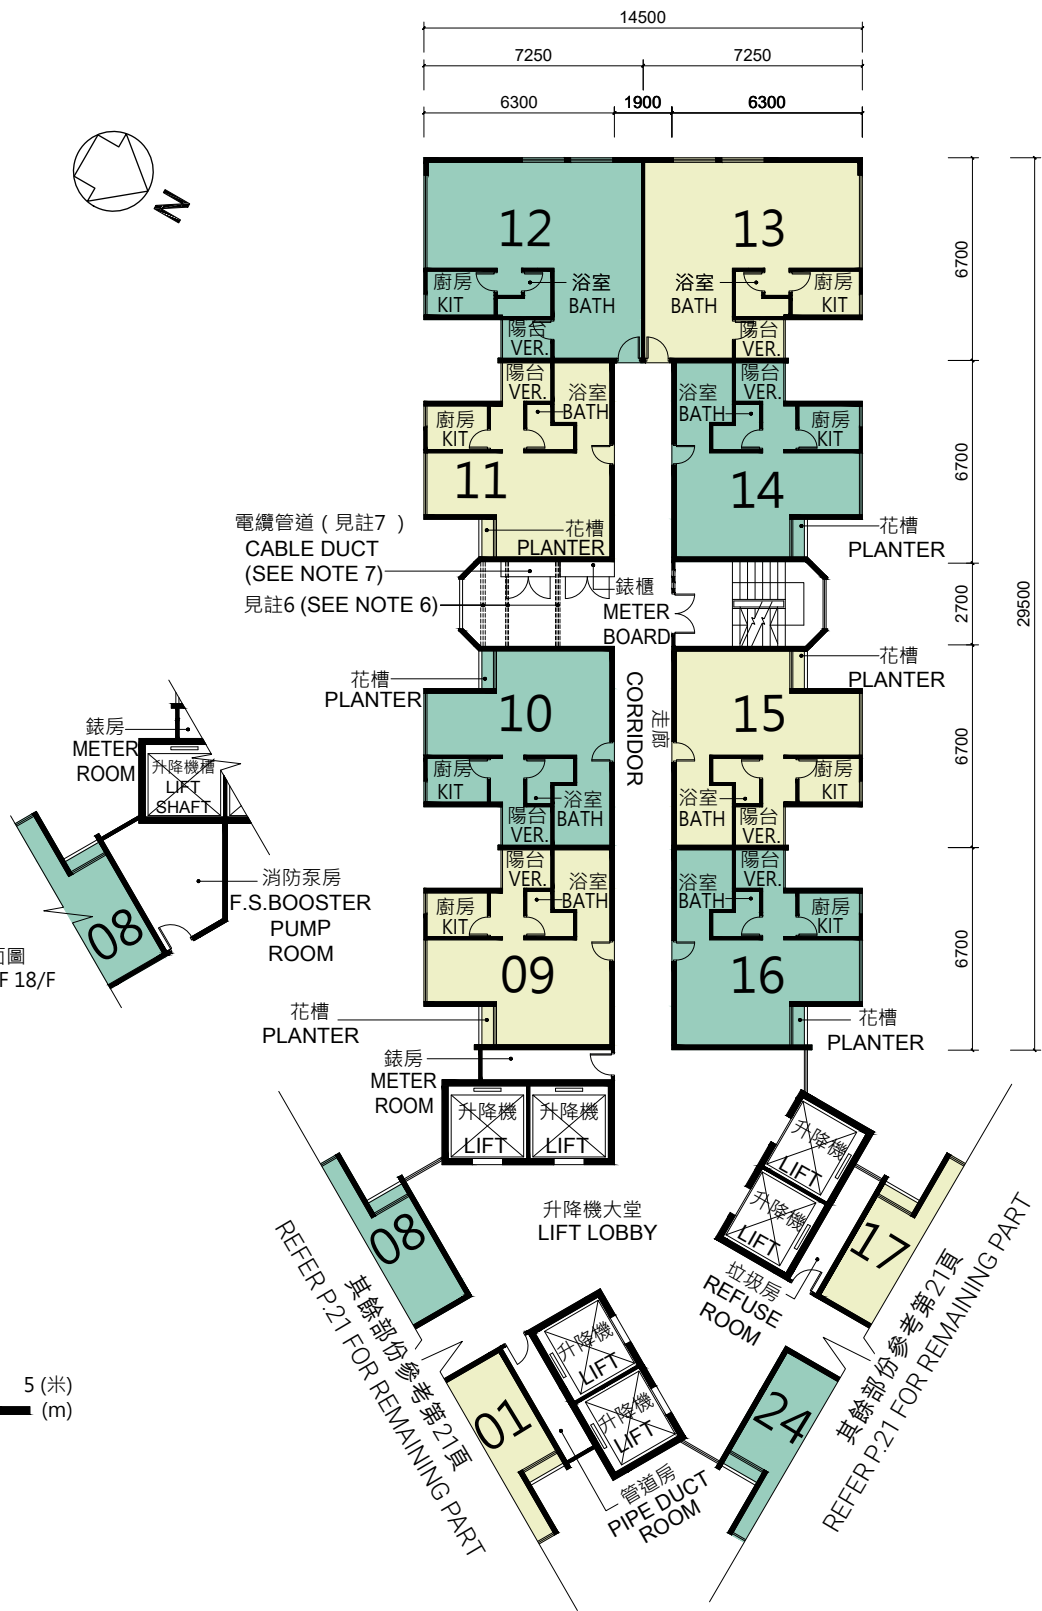 14500
7250
7250
6300
1900
6300
N
12
13
6700
廚房
KIT
浴室
BATH
浴室
BATH
廚房
KIT
陽台
VER.
陽台
VER.
陽台
VER.
浴室
BATH
浴室
BATH
陽台
VER.
廚房
KIT
廚房
KIT
6700
11
14
電纜管道 ( 見註7 )
CABLE DUCT
(SEE NOTE 7)
花槽
PLANTER
花槽
PLANTER
見註6 (SEE NOTE 6)
錶櫃
METER
BOARD
2700
29500
花槽
PLANTER
花槽
PLANTER
10
15
CORRIDOR
走廊
6700
廚房
KIT
浴室
BATH
陽台
VER.
浴室
BATH
陽台
VER.
廚房
KIT
錶房
METER
ROOM
升降機槽
LIFT
SHAFT
08
消防泵房
F.S.BOOSTER
PUMP
ROOM
面圖
F 18/F
陽台
VER.
浴室
BATH
浴室
BATH
陽台
VER.
廚房
KIT
廚房
KIT
6700
09
16
花槽
PLANTER
花槽
PLANTER
錶房
METER
ROOM
升降機
LIFT
升降機
LIFT
升降機
LIFT
升降機
LIFT
升降機大堂
LIFT LOBBY
08
17
垃圾房
REFUSE
ROOM
其餘部份參考第21頁
REFER P.21 FOR REMAINING PART
其餘部份參考第21頁
REFER P.21 FOR REMAINING PART
升降機
LIFT
升降機
LIFT
01
24
管道房
PIPE DUCT
ROOM
5 (米)
(m)